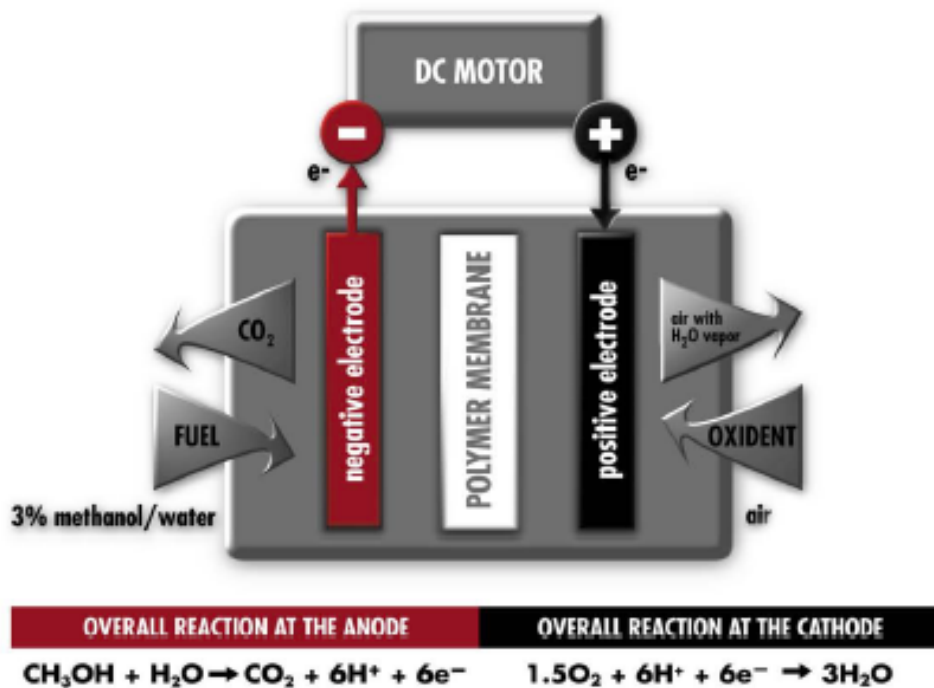 DC MOTOR
−
+
e-
e-
negative electrode
POLYMER MEMBRANE
positive electrode
CO₂
air with
H₂O vapor
FUEL
OXIDENT
3% methanol/water
air
OVERALL REACTION AT THE ANODE
OVERALL REACTION AT THE CATHODE
CH₃OH + H₂O → CO₂ + 6H⁺ + 6e⁻
1.5O₂ + 6H⁺ + 6e⁻ → 3H₂O